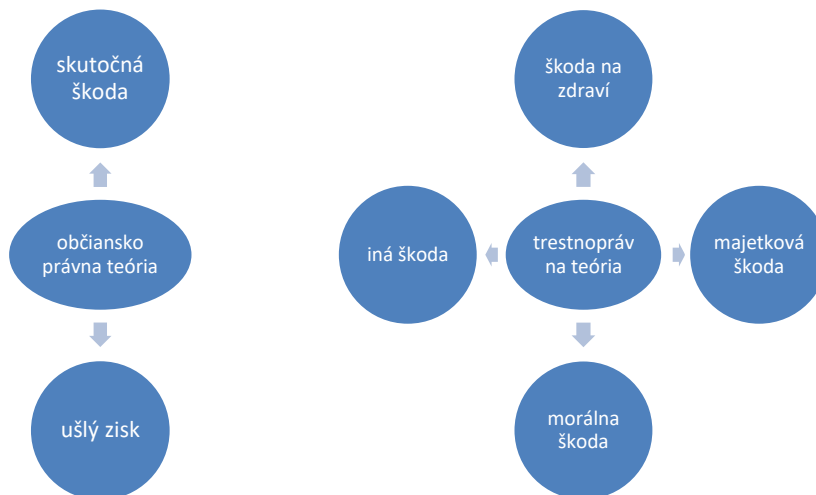 skutočná
škoda
občiansko
právna teória
ušlý zisk
škoda na
zdraví
iná škoda
trestnopráv
na teória
majetková
škoda
morálna
škoda